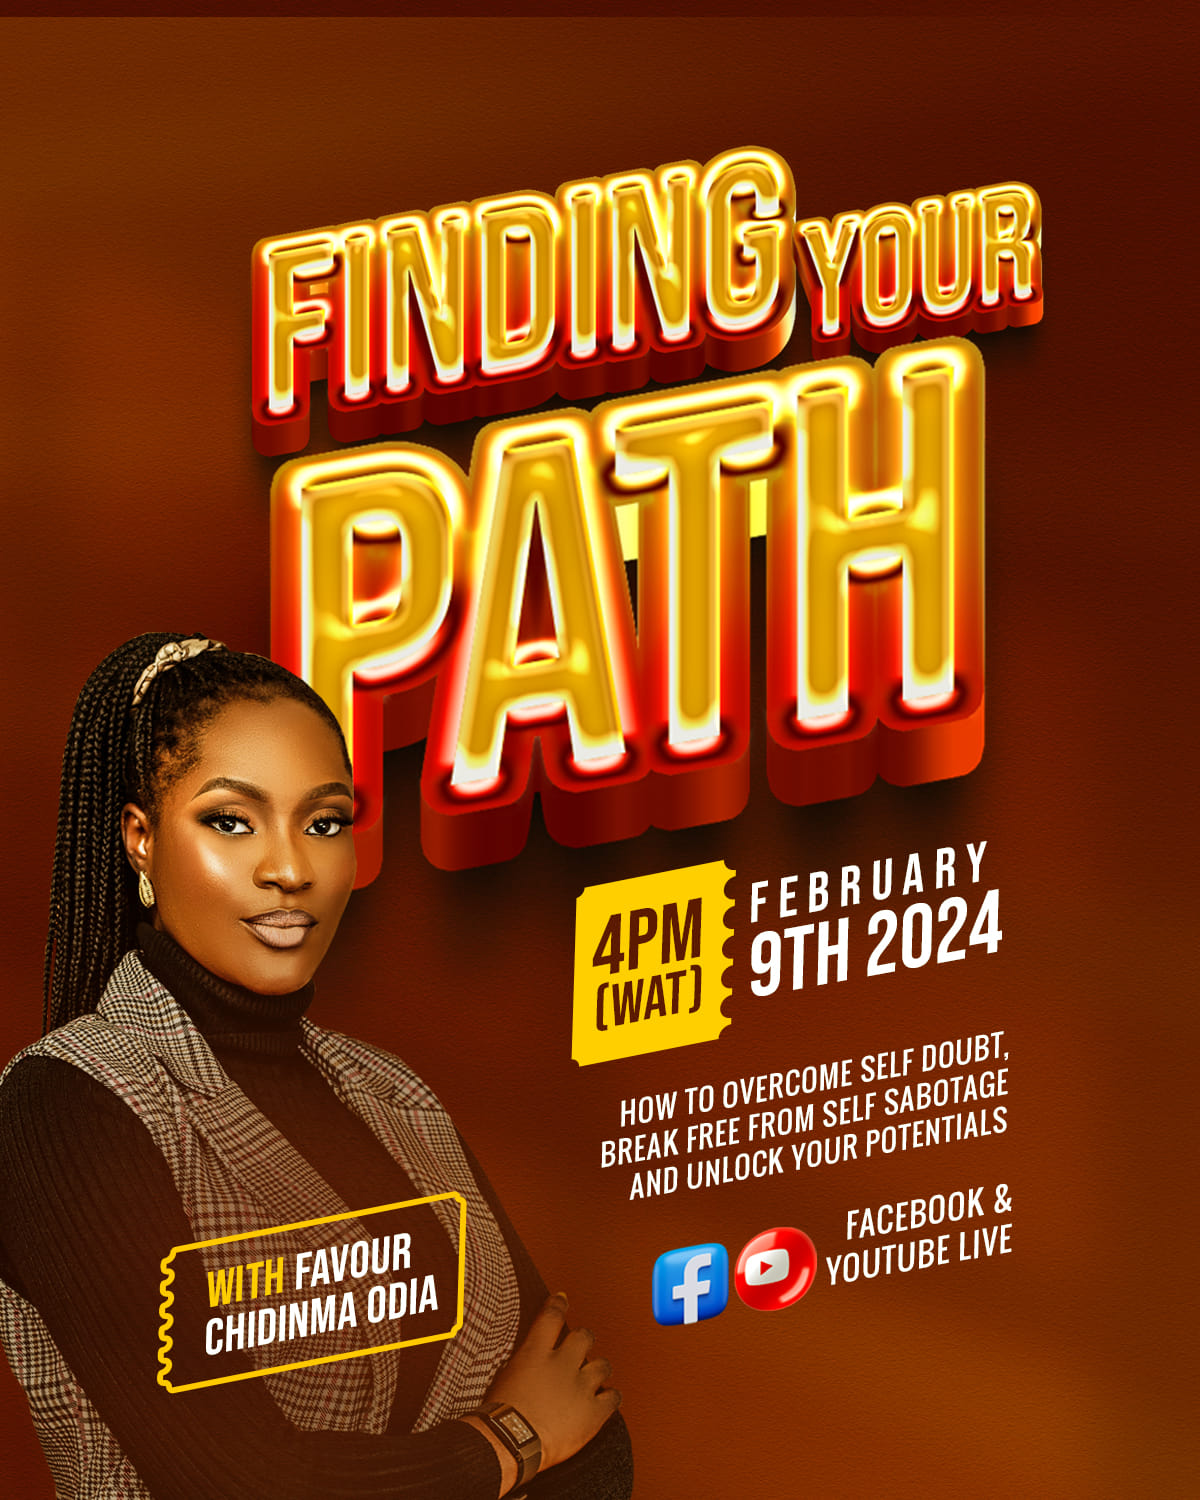 FINDING YOUR
PATH
4PM
(WAT)
FEBRUARY
9TH 2024
HOW TO OVERCOME SELF DOUBT,
BREAK FREE FROM SELF SABOTAGE
AND UNLOCK YOUR POTENTIALS
FACEBOOK &
YOUTUBE LIVE
WITH FAVOUR
CHIDINMA ODIA